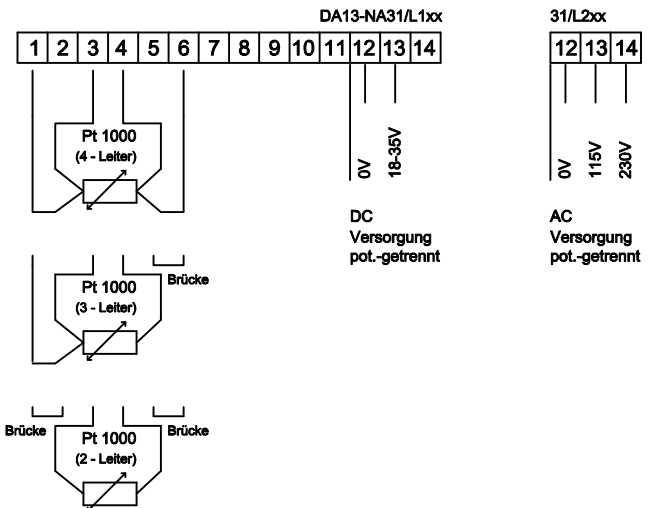 DA13-NA31/L1xx 31/L2xx
1 2 3 4 5 6 7 8 9 10 11 12 13 14 12 13 14
Pt 1000
(4 - Leiter)
0V 18-35V 0V 115V 230V
DC AC
Versorgung Versorgung
pot.-getrennt pot.-getrennt
Brücke
Pt 1000
(3 - Leiter)
Brücke Brücke
Pt 1000
(2 - Leiter)